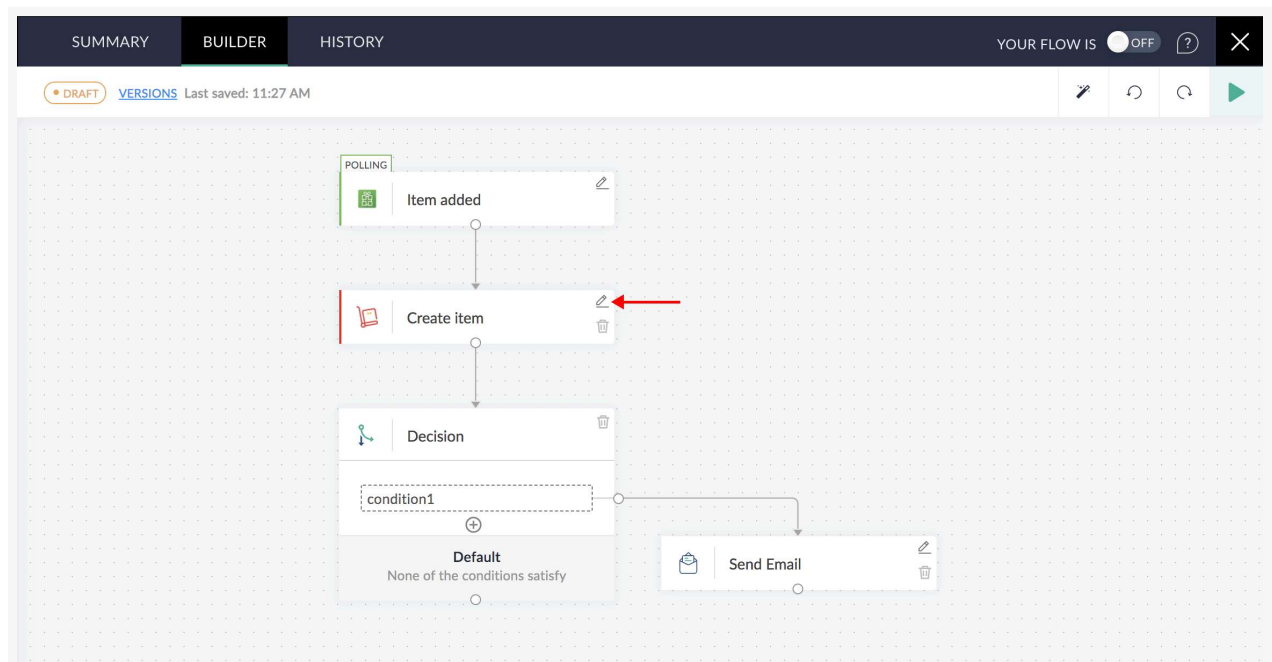 SUMMARY BUILDER HISTORY YOUR FLOW IS OFF ?
• DRAFT VERSIONS Last saved: 11:27 AM
POLLING
Item added
Create item
Decision
condition1
Default
None of the conditions satisfy
Send Email